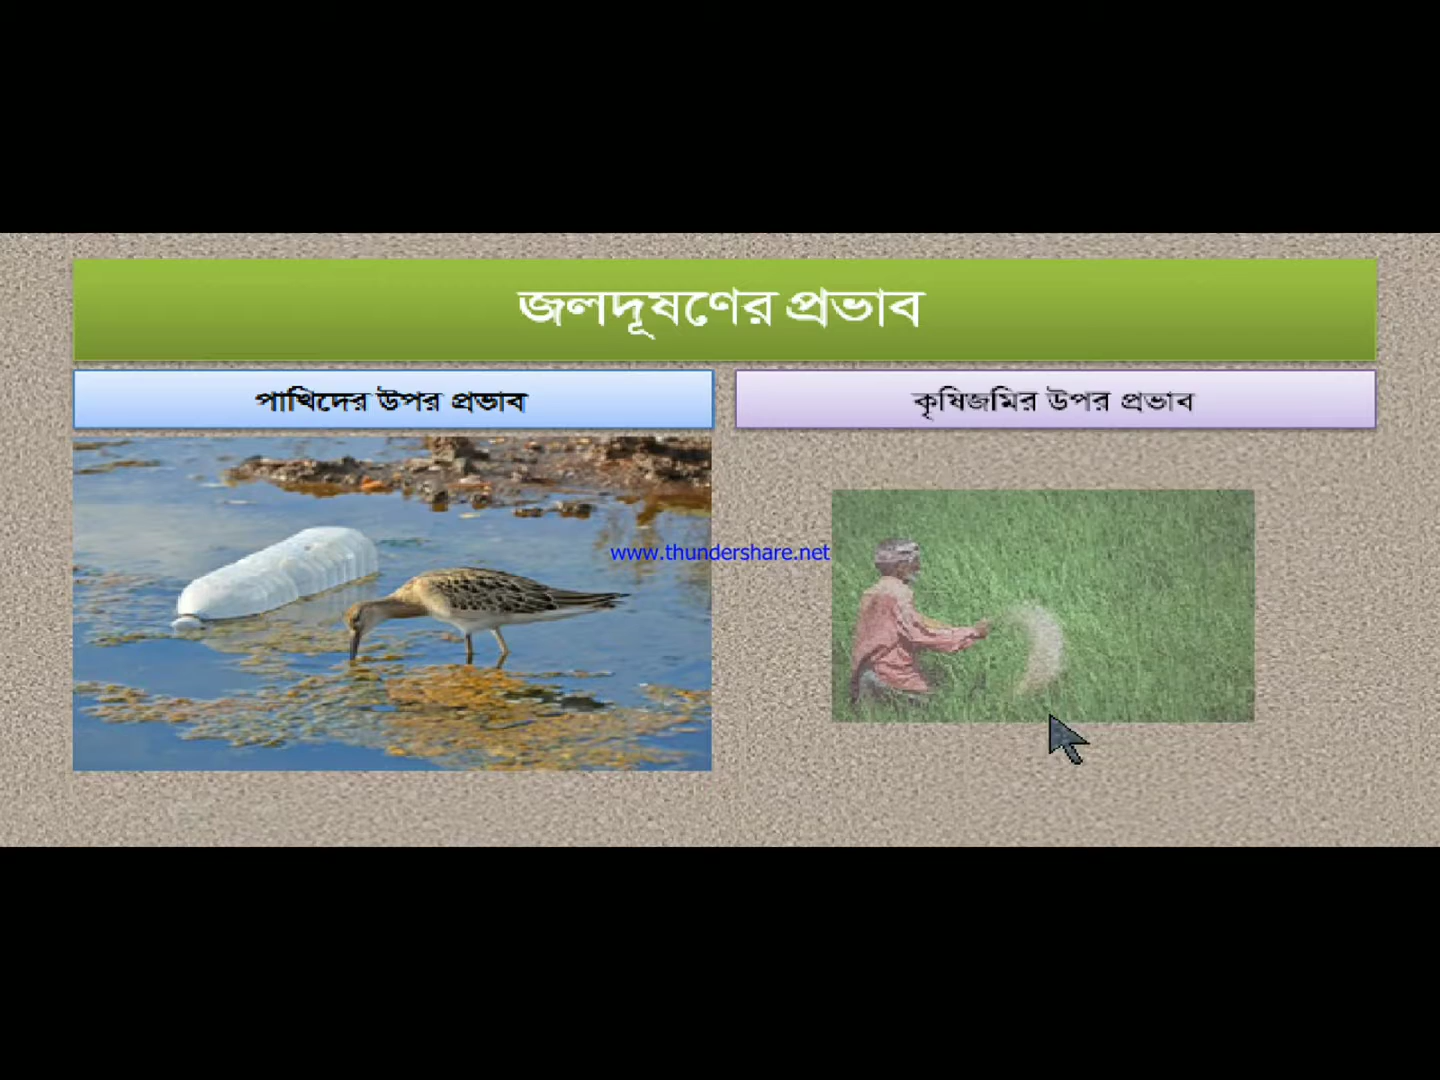 জলদূষণের প্রভাব
পাখিদের উপর প্রভাব
কৃষিজমির উপর প্রভাব
www.thundershare.net